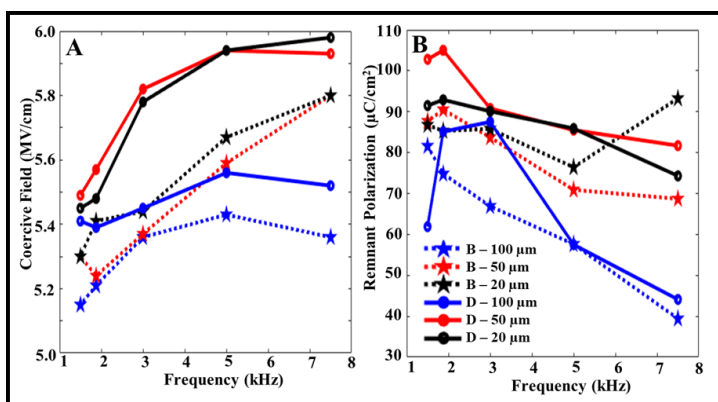 A
B
6.0
5.8
5.6
5.4
5.2
5.0
Coercive Field (MV/cm)
1 2 3 4 5 6 7 8
Frequency (kHz)
110
100
90
80
70
60
50
40
30
Remnant Polarization (µC/cm²)
B – 100 µm
B – 50 µm
B – 20 µm
D – 100 µm
D – 50 µm
D – 20 µm
1 2 3 4 5 6 7 8
Frequency (kHz)